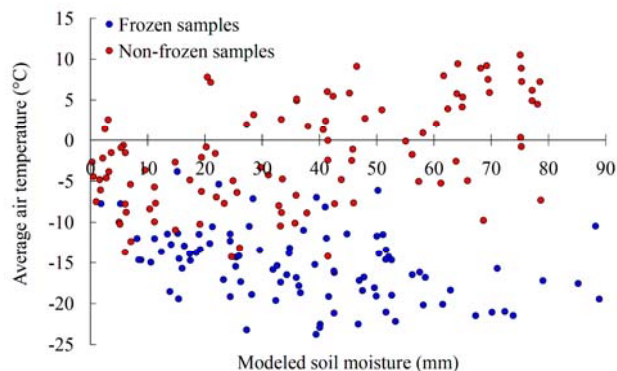 Frozen samples
Non-frozen samples
Average air temperature (°C)
15
10
5
0
-5
-10
-15
-20
-25
0 10 20 30 40 50 60 70 80 90
Modeled soil moisture (mm)